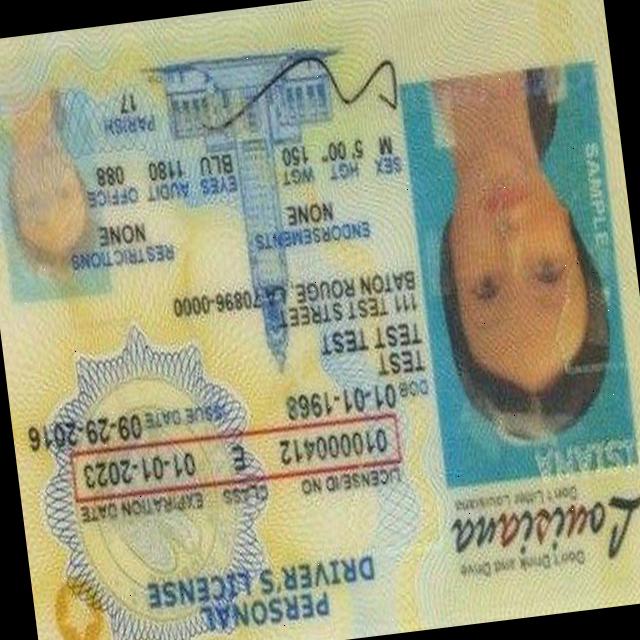 Louisiana
Don't Drink and Drive
Don't Litter Louisiana
PERSONAL
DRIVER'S LICENSE
LICENSE/ID NO CLASS EXPIRATION DATE
010000412 E 01-01-2023
DOB 01-01-1968 ISSUE DATE 09-29-2016
TEST
TEST TEST
111 TEST STREET
BATON ROUGE, LA 70896-0000
ENDORSEMENTS RESTRICTIONS
NONE NONE
SEX HGT WGT EYES AUDIT OFFICE
M 5' 00" 150 BLU 1180 088
PARISH
17
SAMPLE